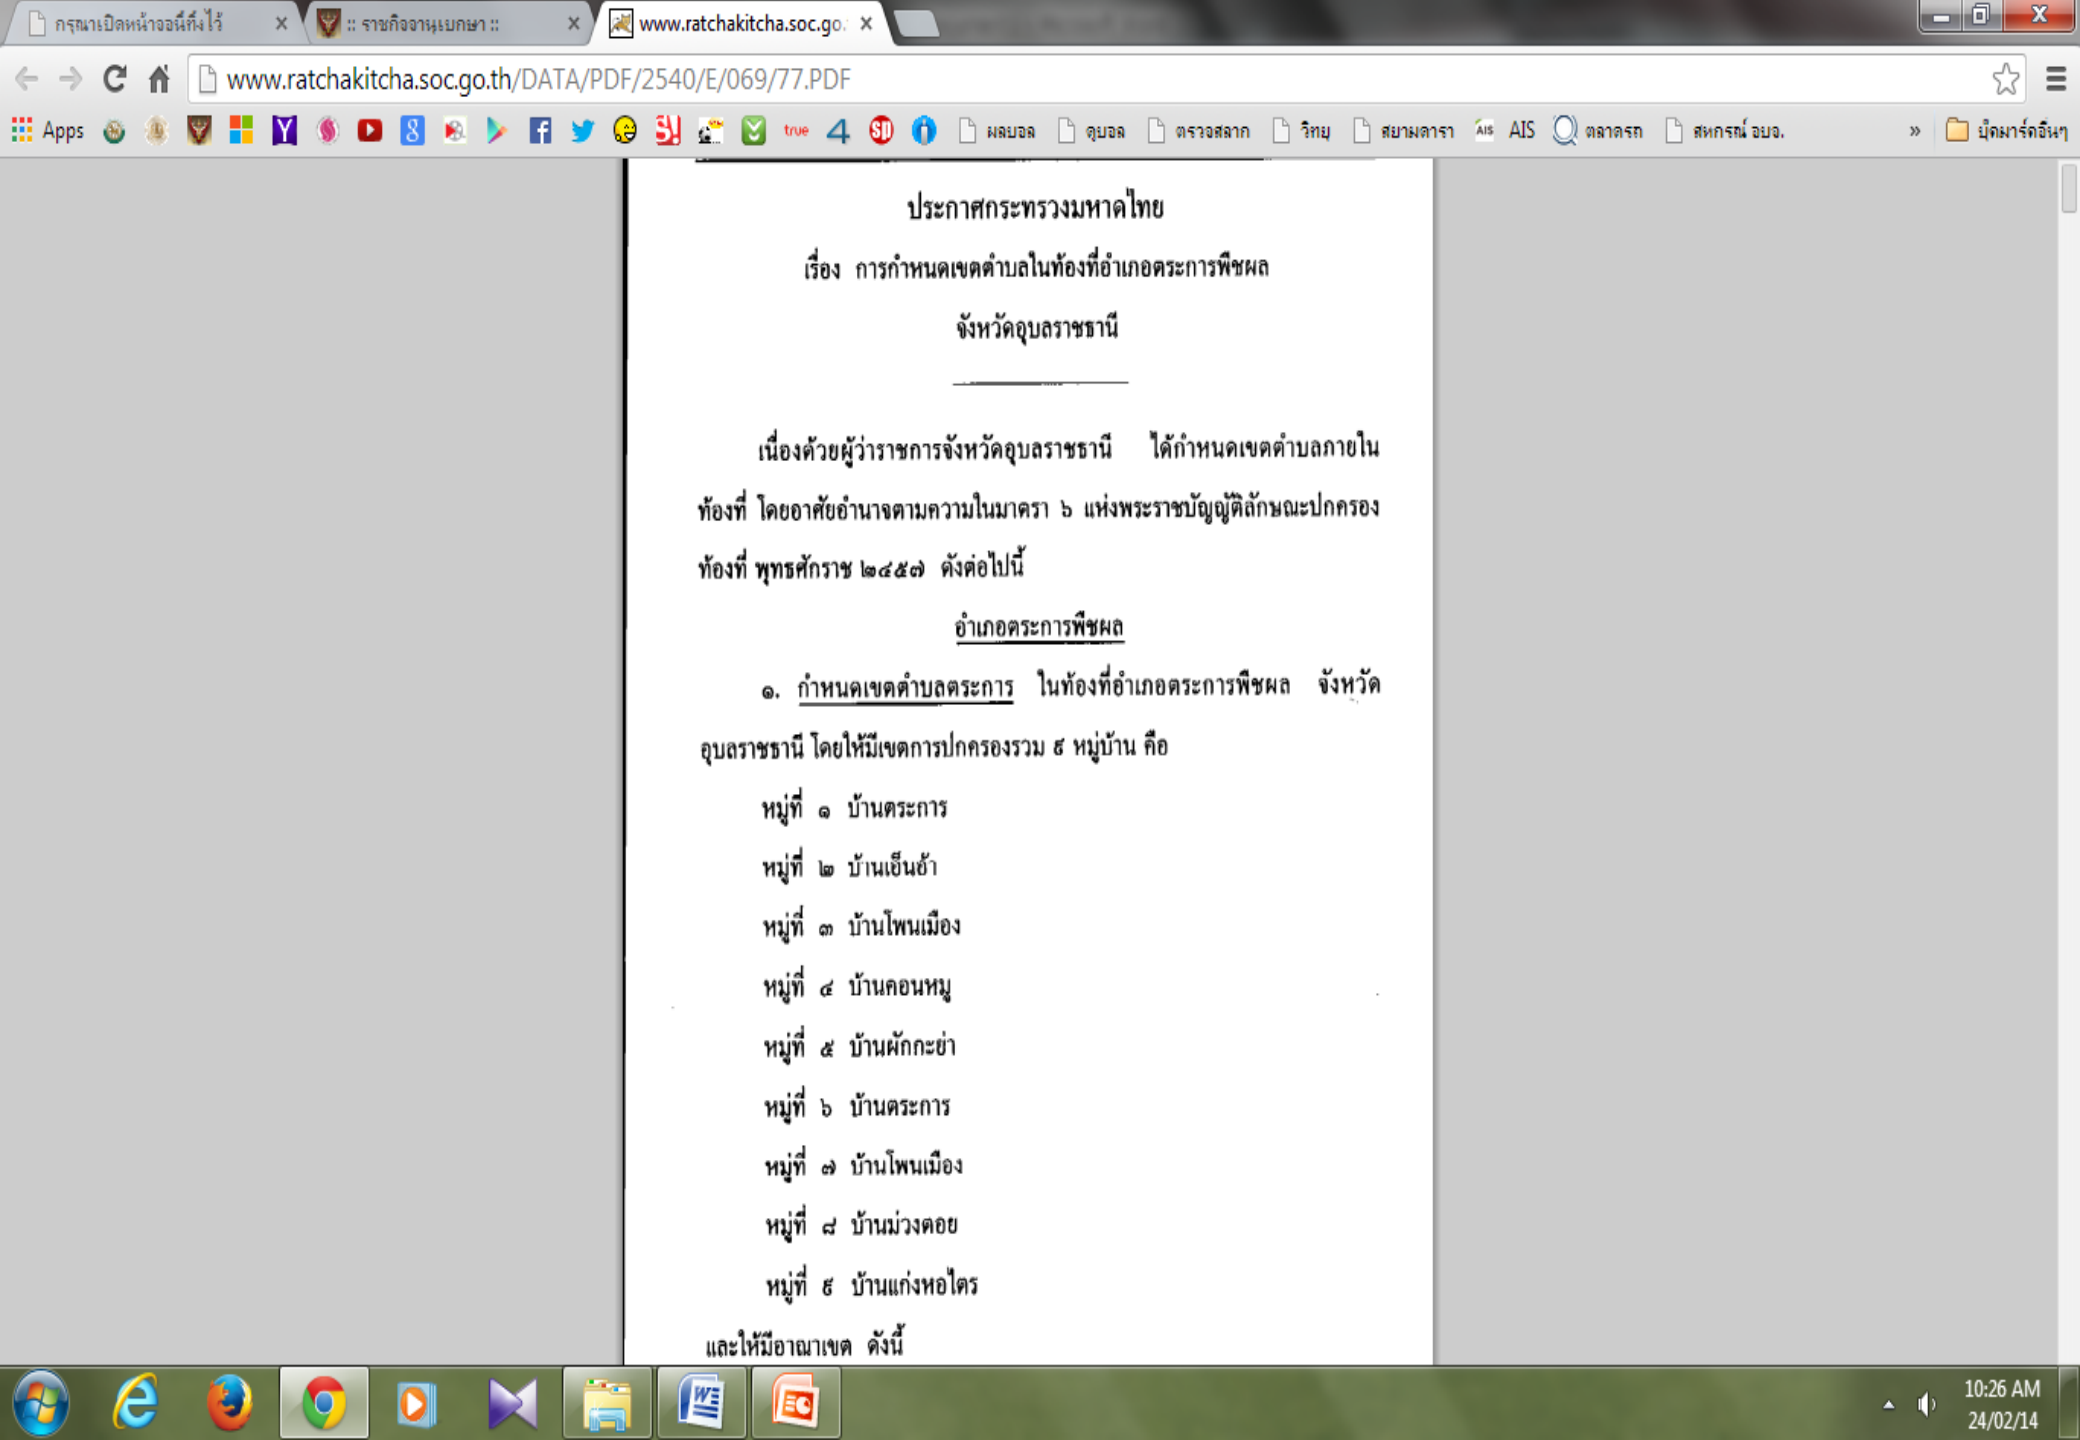 กรุณาเปิดหน้าจอนี้ทิ้งไว้
:: ราชกิจจานุเบกษา ::
www.ratchakitcha.soc.go.
www.ratchakitcha.soc.go.th/DATA/PDF/2540/E/069/77.PDF
Apps
true
4
ผลบอล
ดูบอล
ตรวจสลาก
วิทยุ
สยามดารา
AIS
AIS
ตลาดรถ
สหกรณ์ อบจ.
»
บุ๊กมาร์กอื่นๆ
ประกาศกระทรวงมหาดไทย
เรื่อง การกำหนดเขตตำบลในท้องที่อำเภอตระการพืชผล
จังหวัดอุบลราชธานี
เนื่องด้วยผู้ว่าราชการจังหวัดอุบลราชธานี ได้กำหนดเขตตำบลภายใน
ท้องที่ โดยอาศัยอำนาจตามความในมาตรา ๖ แห่งพระราชบัญญัติลักษณะปกครอง
ท้องที่ พุทธศักราช ๒๔๕๗ ดังต่อไปนี้
อำเภอตระการพืชผล
๑. กำหนดเขตตำบลตระการ ในท้องที่อำเภอตระการพืชผล จังหวัด
อุบลราชธานี โดยให้มีเขตการปกครองรวม ๙ หมู่บ้าน คือ
หมู่ที่ ๑ บ้านตระการ
หมู่ที่ ๒ บ้านเอ็นอ้า
หมู่ที่ ๓ บ้านโพนเมือง
หมู่ที่ ๔ บ้านดอนหมู
หมู่ที่ ๕ บ้านผักกะย่า
หมู่ที่ ๖ บ้านตระการ
หมู่ที่ ๗ บ้านโพนเมือง
หมู่ที่ ๘ บ้านม่วงดอย
หมู่ที่ ๙ บ้านแก่งหอไตร
และให้มีอาณาเขต ดังนี้
10:26 AM
24/02/14